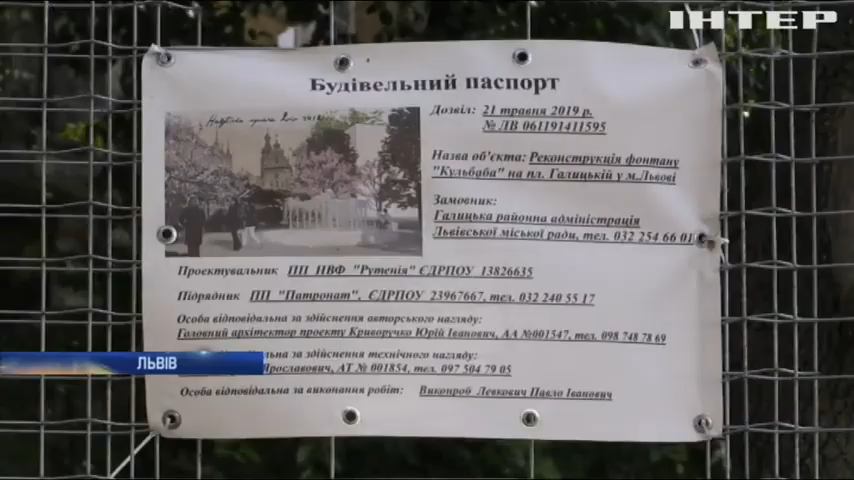 ІНТЕР
Будівельний паспорт
Дозвіл: 21 травня 2019 р.
№ ЛВ 061191411595
Назва об'єкта: Реконструкція фонтану
"Кульбаба" на пл. Галицькій у м.Львові
Замовник:
Галицька районна адміністрація
Львівської міської ради, тел. 032 254 66 01
Проектувальник ПП НВФ "Рутенія" ЄДРПОУ 13826635
Підрядник ПП "Патронат", ЄДРПОУ 23967667, тел. 032 240 55 17
Особа відповідальна за здійснення авторського нагляду:
Головний архітектор проекту Криворучко Юрій Іванович, АА №001547, тел. 098 748 78 69
за здійснення технічного нагляду:
Ярославович, АТ № 001854, тел. 097 504 79 05
ЛЬВІВ
Особа відповідальна за виконання робіт: Виконроб Левкович Павло Іванович